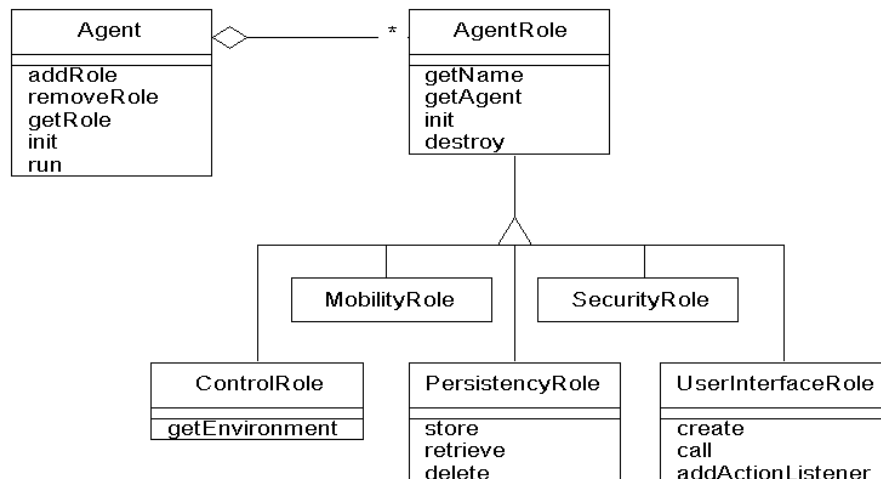 Agent
addRole
removeRole
getRole
init
run
*
AgentRole
getName
getAgent
init
destroy
MobilityRole
SecurityRole
ControlRole
getEnvironment
PersistencyRole
store
retrieve
delete
UserInterfaceRole
create
call
addActionListener